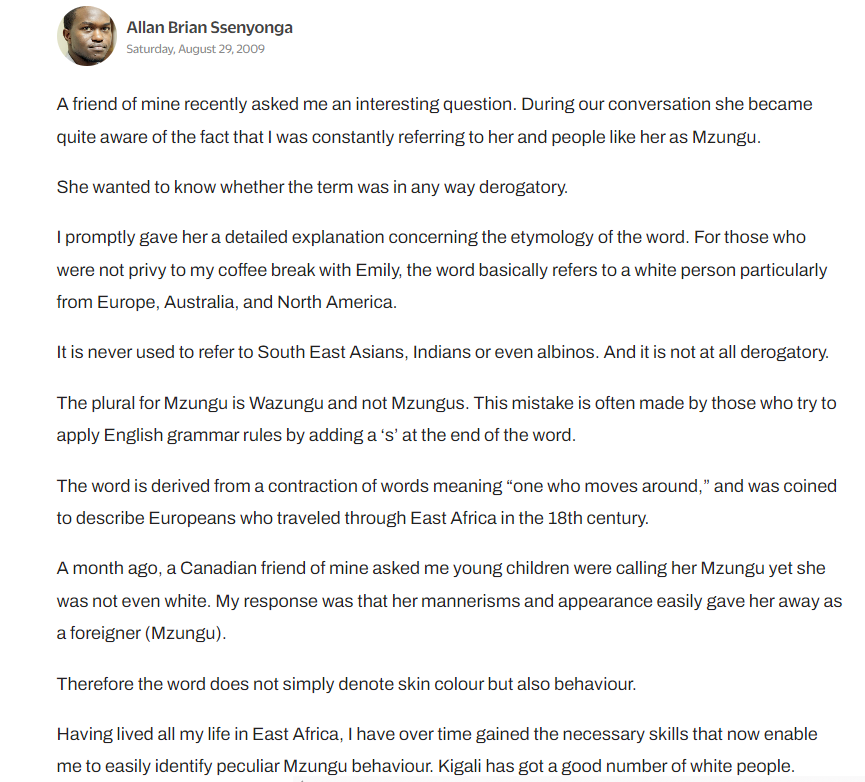 Allan Brian Ssenyonga
Saturday, August 29, 2009
A friend of mine recently asked me an interesting question. During our conversation she became
quite aware of the fact that I was constantly referring to her and people like her as Mzungu.
She wanted to know whether the term was in any way derogatory.
I promptly gave her a detailed explanation concerning the etymology of the word. For those who
were not privy to my coffee break with Emily, the word basically refers to a white person particularly
from Europe, Australia, and North America.
It is never used to refer to South East Asians, Indians or even albinos. And it is not at all derogatory.
The plural for Mzungu is Wazungu and not Mzungus. This mistake is often made by those who try to
apply English grammar rules by adding a ‘s’ at the end of the word.
The word is derived from a contraction of words meaning “one who moves around,” and was coined
to describe Europeans who traveled through East Africa in the 18th century.
A month ago, a Canadian friend of mine asked me young children were calling her Mzungu yet she
was not even white. My response was that her mannerisms and appearance easily gave her away as
a foreigner (Mzungu).
Therefore the word does not simply denote skin colour but also behaviour.
Having lived all my life in East Africa, I have over time gained the necessary skills that now enable
me to easily identify peculiar Mzungu behaviour. Kigali has got a good number of white people.